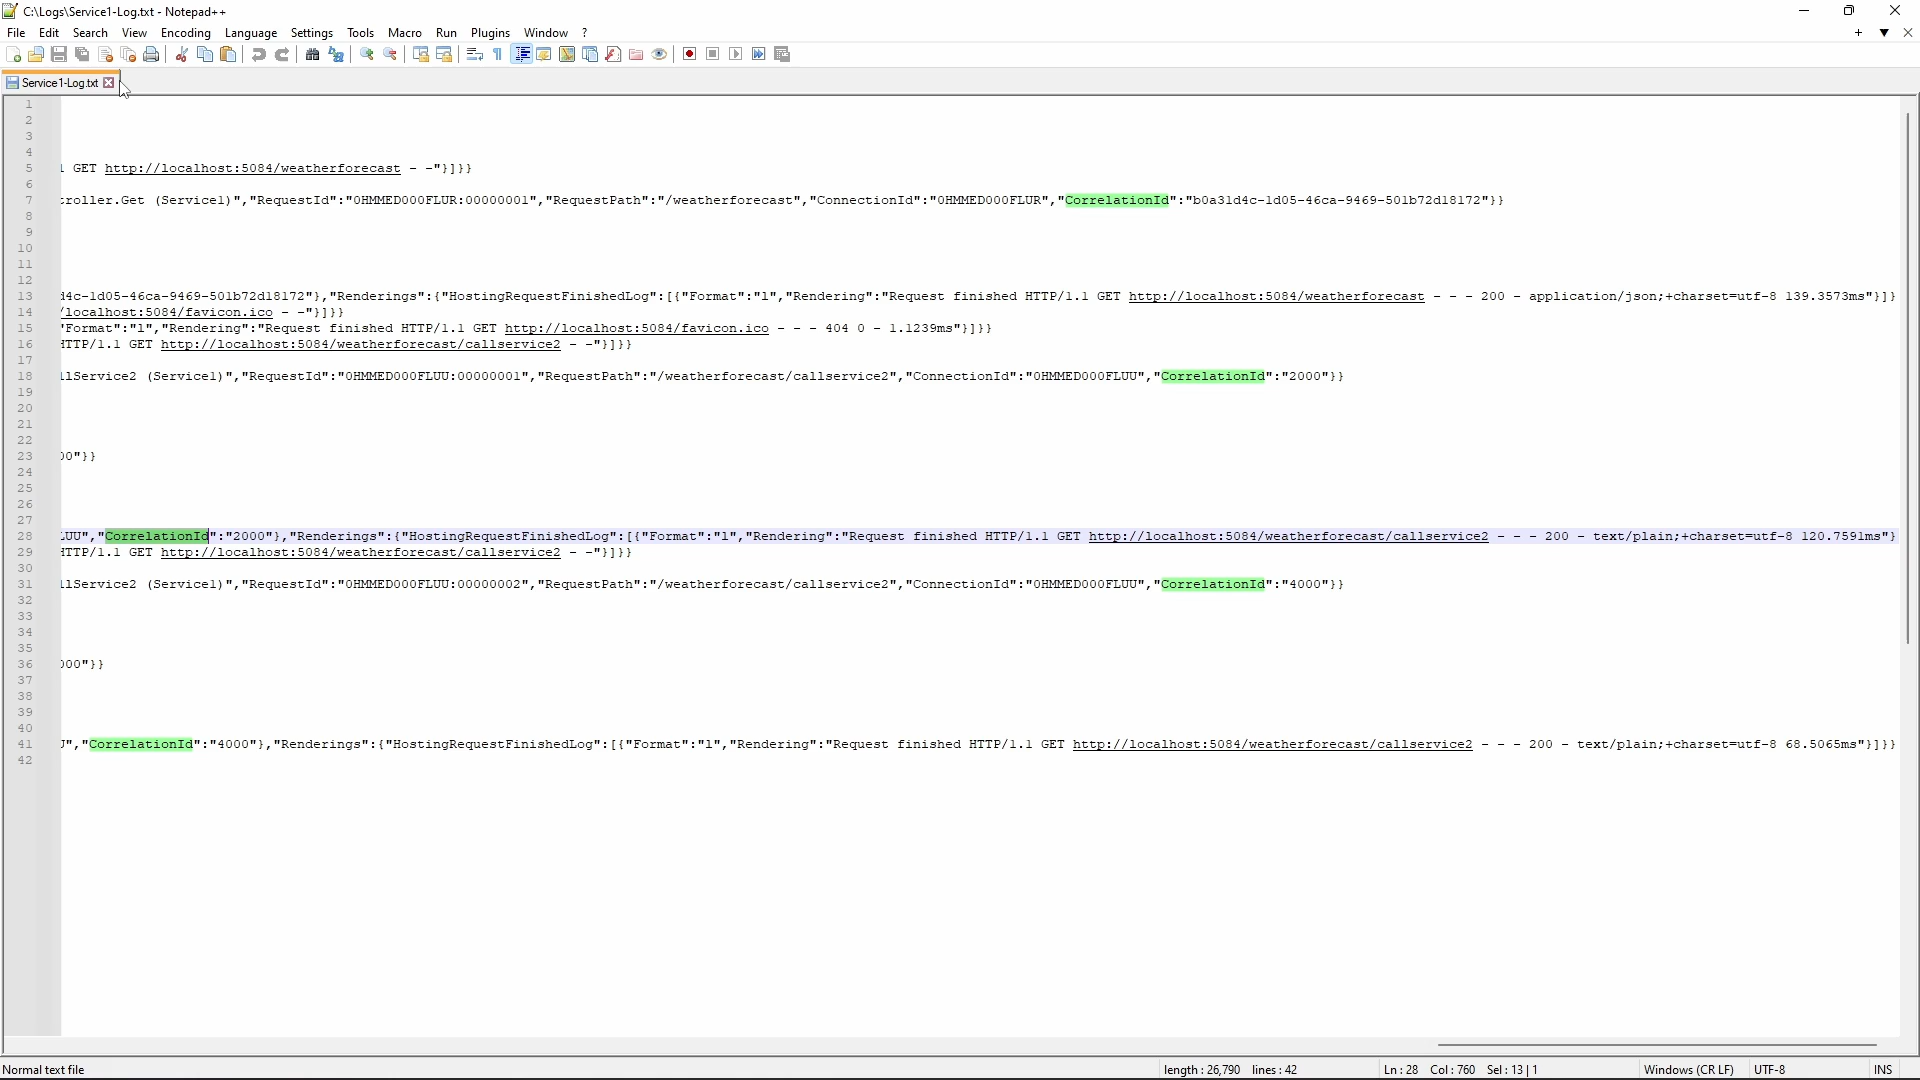 C:\Logs\Service1-Log.txt - Notepad++
File Edit Search View Encoding Language Settings Tools Macro Run Plugins Window ?
Service1-Log.txt
1
2
3
4
5 1 GET http://localhost:5084/weatherforecast - -"}]}}
6
7 troller.Get (Service1)","RequestId":"0HMMED000FLUR:00000001","RequestPath":"/weatherforecast","ConnectionId":"0HMMED000FLUR","CorrelationId":"b0a31d4c-1d05-46ca-9469-501b72d18172"}}
8
9
10
11
12
13 d4c-1d05-46ca-9469-501b72d18172"},"Renderings":{"HostingRequestFinishedLog":[{"Format":"l","Rendering":"Request finished HTTP/1.1 GET http://localhost:5084/weatherforecast - - - 200 - application/json;+charset=utf-8 139.3573ms"}]}
14 /localhost:5084/favicon.ico - -"}]}}
15 "Format":"l","Rendering":"Request finished HTTP/1.1 GET http://localhost:5084/favicon.ico - - - 404 0 - 1.1239ms"}]}}
16 HTTP/1.1 GET http://localhost:5084/weatherforecast/callservice2 - -"}]}}
17
18 llService2 (Service1)","RequestId":"0HMMED000FLUU:00000001","RequestPath":"/weatherforecast/callservice2","ConnectionId":"0HMMED000FLUU","CorrelationId":"2000"}}
19
20
21
22
23 00"}}
24
25
26
27
28 LUU","CorrelationId":"2000"},"Renderings":{"HostingRequestFinishedLog":[{"Format":"l","Rendering":"Request finished HTTP/1.1 GET http://localhost:5084/weatherforecast/callservice2 - - - 200 - text/plain;+charset=utf-8 120.7591ms"}
29 HTTP/1.1 GET http://localhost:5084/weatherforecast/callservice2 - -"}]}}
30
31 llService2 (Service1)","RequestId":"0HMMED000FLUU:00000002","RequestPath":"/weatherforecast/callservice2","ConnectionId":"0HMMED000FLUU","CorrelationId":"4000"}}
32
33
34
35
36 000"}}
37
38
39
40
41 U","CorrelationId":"4000"},"Renderings":{"HostingRequestFinishedLog":[{"Format":"l","Rendering":"Request finished HTTP/1.1 GET http://localhost:5084/weatherforecast/callservice2 - - - 200 - text/plain;+charset=utf-8 68.5065ms"}]}}
42
Normal text file length : 26,790 lines : 42 Ln : 28 Col : 760 Sel : 13 | 1 Windows (CR LF) UTF-8 INS